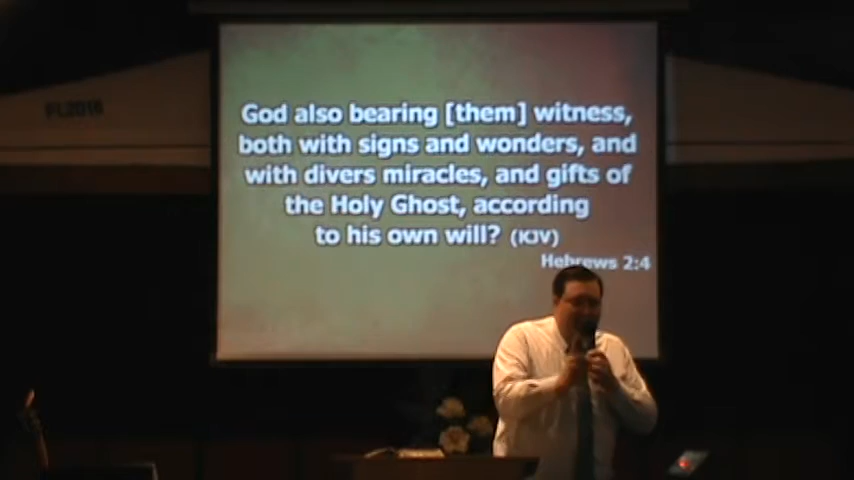 God also bearing [them] witness,
both with signs and wonders, and
with divers miracles, and gifts of
the Holy Ghost, according
to his own will? (KJV)
Hebrews 2:4